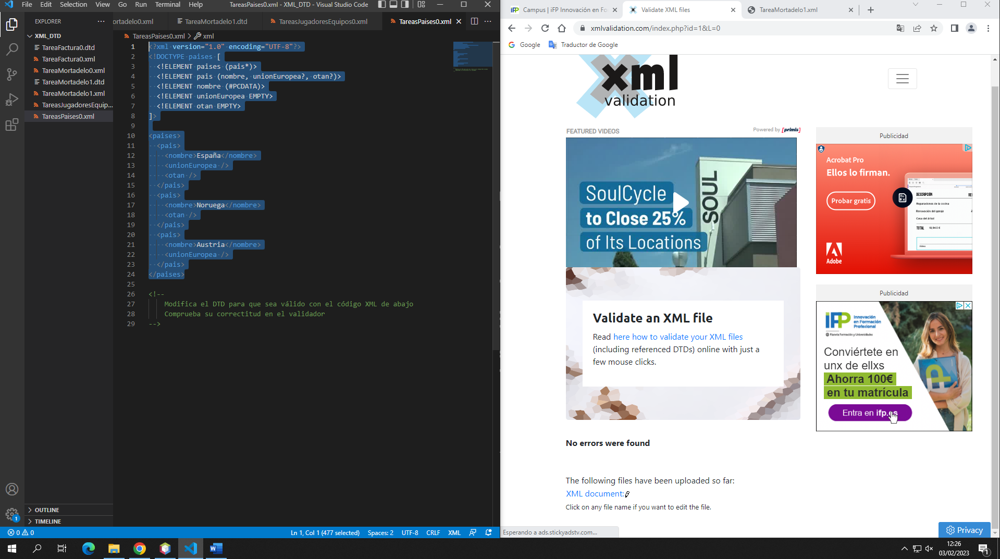 File Edit Selection View Go Run Terminal Help
TareasPaises0.xml - XML_DTD - Visual Studio Code
EXPLORER
XML_DTD
TareaFactura0.dtd
TareaFactura0.xml
TareaMortadelo0.xml
TareaMortadelo1.dtd
TareaMortadelo1.xml
TareasJugadoresEquip...
TareasPaises0.xml
OUTLINE
TIMELINE
ortadelo0.xml
TareaMortadelo1.dtd
TareasJugadoresEquipos0.xml
TareasPaises0.xml
TareasPaises0.xml > xml
1 <?xml version="1.0" encoding="UTF-8"?>
2 <!DOCTYPE paises [
3 <!ELEMENT paises (pais*)>
4 <!ELEMENT pais (nombre, unionEuropea?, otan?)>
5 <!ELEMENT nombre (#PCDATA)>
6 <!ELEMENT unionEuropea EMPTY>
7 <!ELEMENT otan EMPTY>
8 ]>
9
10 <paises>
11 <pais>
12 <nombre>España</nombre>
13 <unionEuropea />
14 <otan />
15 </pais>
16 <pais>
17 <nombre>Noruega</nombre>
18 <otan />
19 </pais>
20 <pais>
21 <nombre>Austria</nombre>
22 <unionEuropea />
23 </pais>
24 </paises>
25
26 <!--
27 Modifica el DTD para que sea válido con el código XML de abajo
28 Comprueba su correctitud en el validador
29 -->
0 0
Ln 1, Col 1 (477 selected) Spaces: 2 UTF-8 CRLF XML
1
Campus | iFP Innovación en Fo
Validate XML files
TareaMortadelo1.xml
xmlvalidation.com/index.php?id=1&L=0
Google
Traductor de Google
xml
validation
FEATURED VIDEOS
Powered by [primis]
SoulCycle
to Close 25%
of Its Locations
SOUL
Validate an XML file
Read here how to validate your XML files
(including referenced DTDs) online with just a
few mouse clicks.
No errors were found
The following files have been uploaded so far:
XML document:
Click on any file name if you want to edit the file.
Publicidad
Acrobat Pro
Ellos lo firman.
Probar gratis
DESCRIPCIÓN RE
Reparaciones de la cocina
Renovación del garaje
Casa del árbol
TOTAL 10,940 €
Adobe
Publicidad
iFP
Innovación
en Formación
Profesional
Planeta Formación y Universidades
Conviértete en
unx de ellxs
Ahorra 100€
en tu matrícula
Entra en ifp.es
Privacy
Esperando a ads.stickyadstv.com...
12:26
03/02/2023
1